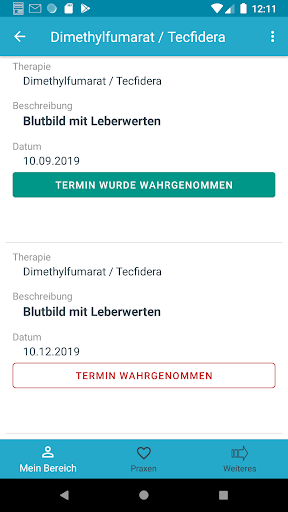 12:11
Dimethylfumarat / Tecfidera
Therapie
Dimethylfumarat / Tecfidera
Beschreibung
Blutbild mit Leberwerten
Datum
10.09.2019
TERMIN WURDE WAHRGENOMMEN
Therapie
Dimethylfumarat / Tecfidera
Beschreibung
Blutbild mit Leberwerten
Datum
10.12.2019
TERMIN WAHRGENOMMEN
Mein Bereich Praxen Weiteres